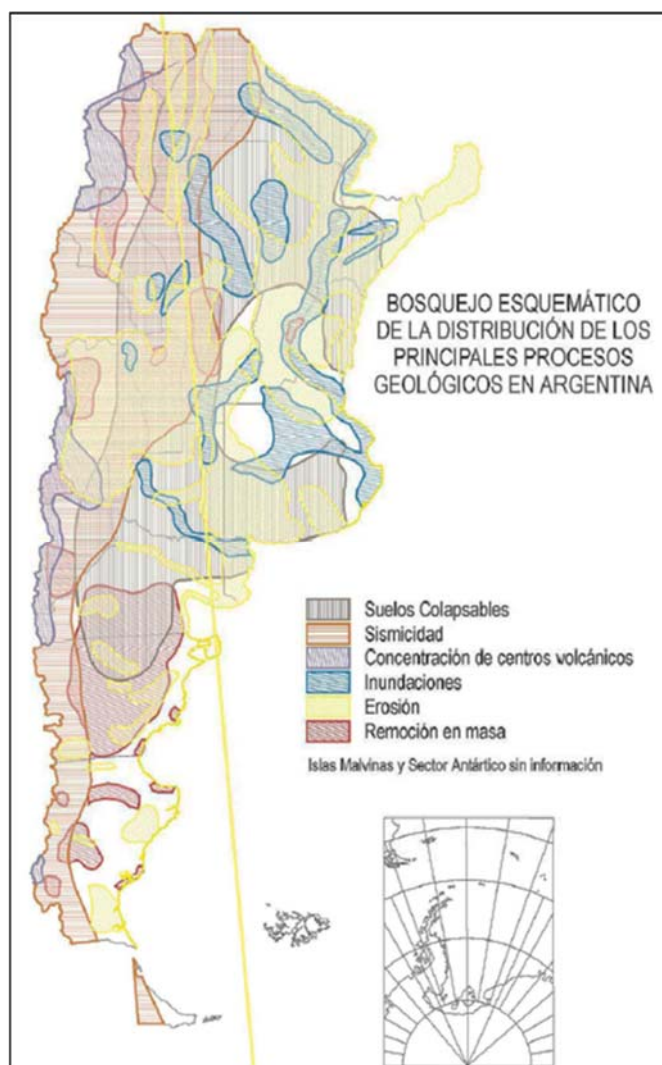 BOSQUEJO ESQUEMÁTICO
DE LA DISTRIBUCIÓN DE LOS
PRINCIPALES PROCESOS
GEOLÓGICOS EN ARGENTINA
Suelos Colapsables
Sismicidad
Concentración de centros volcánicos
Inundaciones
Erosión
Remoción en masa
Islas Malvinas y Sector Antártico sin información